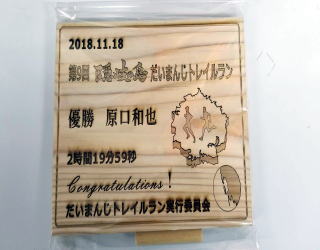 2018.11.18
第9回 だいまんじトレイルラン
優勝 原口和也
2時間19分59秒
Congratulations!
だいまんじトレイルラン実行委員会